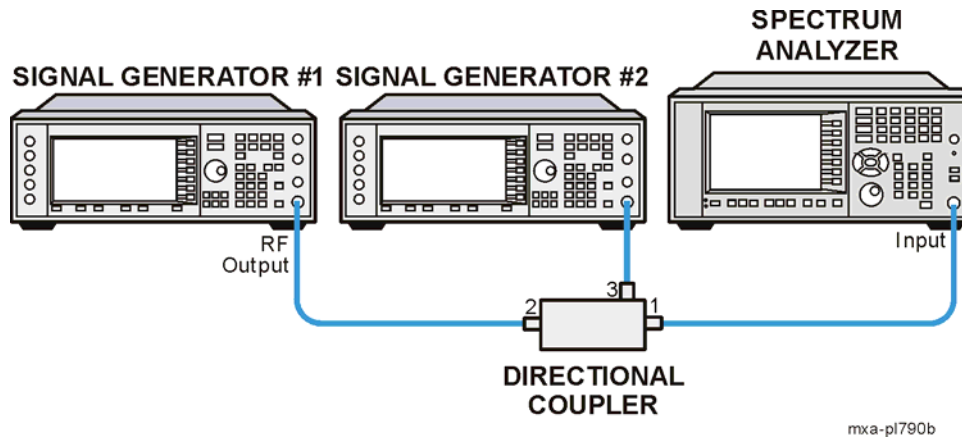 SPECTRUM
ANALYZER
SIGNAL GENERATOR #1
SIGNAL GENERATOR #2
RF
Output
Input
2
3
1
DIRECTIONAL
COUPLER
mxa-pl790b